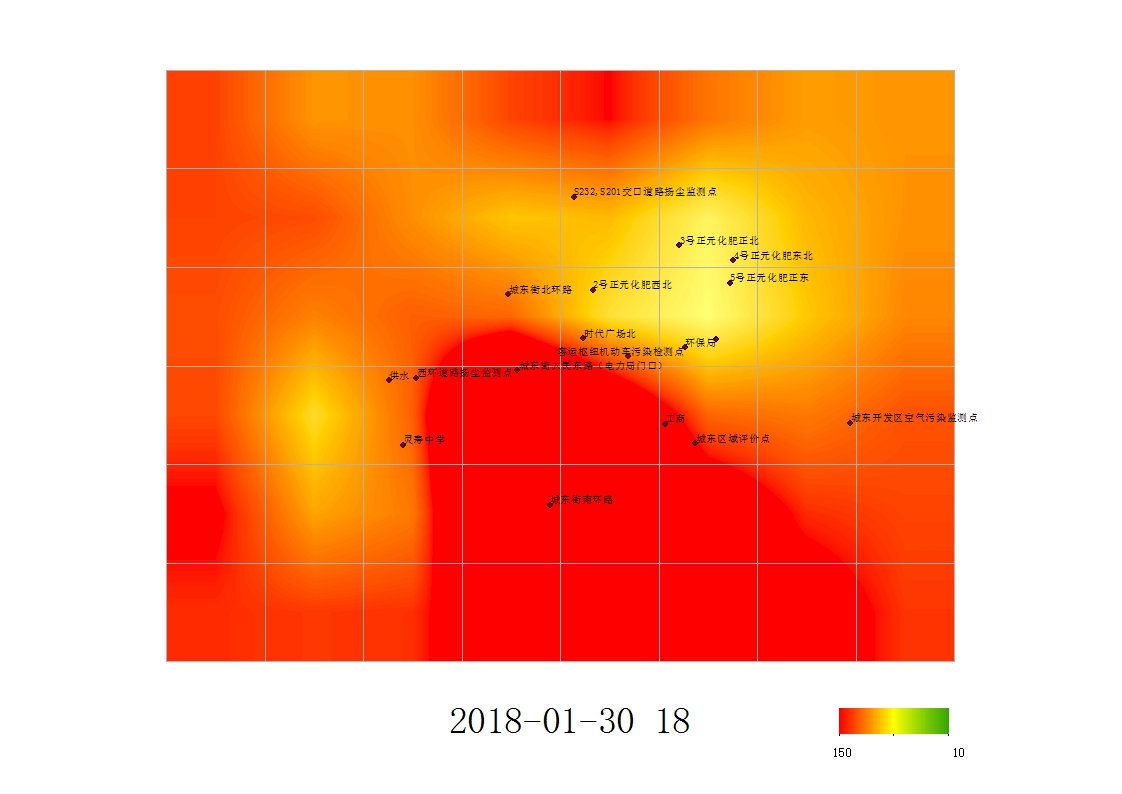 S232,S201交口道路扬尘监测点
3号正元化肥正北
4号正元化肥东北
5号正元化肥正东
2号正元化肥西北
城东街北环路
时代广场北
环保局
客运枢纽机动车污染检测点
城东街人民东路（电力局门口）
西环道路扬尘监测点
供水
工商
城东开发区空气污染监测点
城东区域评价点
灵寿中学
城东街南环路
2018-01-30 18
150
10